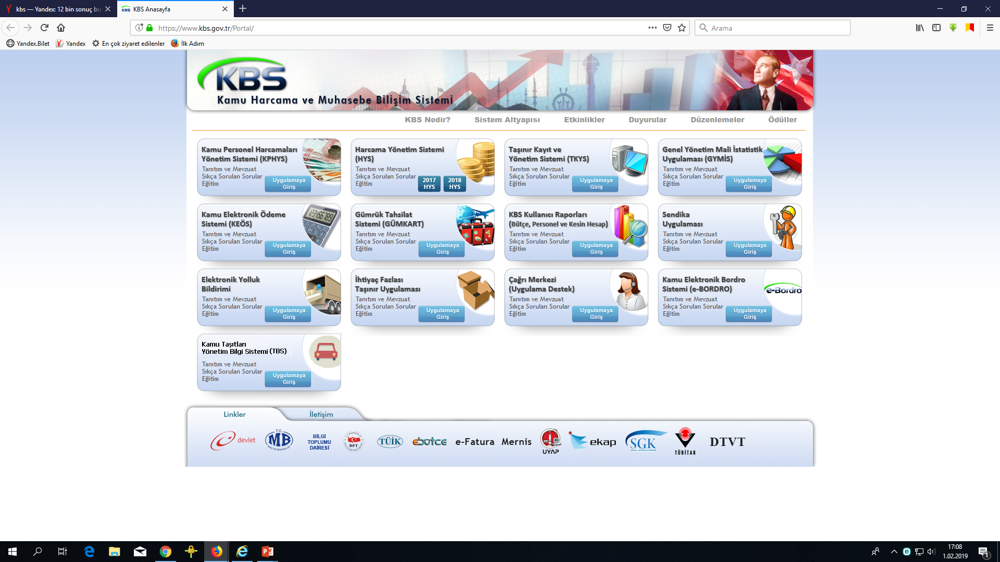 kbs — Yandex: 12 bin sonuç bu
KBS Anasayfa
https://www.kbs.gov.tr/Portal/
Arama
Yandex.Bilet
Yandex
En çok ziyaret edilenler
İlk Adım
KBS
Kamu Harcama ve Muhasebe Bilişim Sistemi
KBS Nedir?
Sistem Altyapısı
Etkinlikler
Duyurular
Düzenlemeler
Ödüller
Kamu Personel Harcamaları
Yönetim Sistemi (KPHYS)
Tanıtım ve Mevzuat
Sıkça Sorulan Sorular
Eğitim
Uygulamaya
Giriş
Harcama Yönetim Sistemi
(HYS)
Tanıtım ve Mevzuat
Sıkça Sorulan Sorular
Eğitim
2017
HYS
2018
HYS
Taşınır Kayıt ve
Yönetim Sistemi (TKYS)
Tanıtım ve Mevzuat
Sıkça Sorulan Sorular
Eğitim
Uygulamaya
Giriş
Genel Yönetim Mali İstatistik
Uygulaması (GYMİS)
Tanıtım ve Mevzuat
Sıkça Sorulan Sorular
Eğitim
Uygulamaya
Giriş
Kamu Elektronik Ödeme
Sistemi (KEÖS)
Tanıtım ve Mevzuat
Sıkça Sorulan Sorular
Eğitim
Uygulamaya
Giriş
Gümrük Tahsilat
Sistemi (GÜMKART)
Tanıtım ve Mevzuat
Sıkça Sorulan Sorular
Eğitim
Uygulamaya
Giriş
KBS Kullanıcı Raporları
(Bütçe, Personel ve Kesin Hesap)
Tanıtım ve Mevzuat
Sıkça Sorulan Sorular
Eğitim
Uygulamaya
Giriş
Sendika
Uygulaması
Tanıtım ve Mevzuat
Sıkça Sorulan Sorular
Eğitim
Uygulamaya
Giriş
Elektronik Yolluk
Bildirimi
Tanıtım ve Mevzuat
Sıkça Sorulan Sorular
Eğitim
Uygulamaya
Giriş
İhtiyaç Fazlası
Taşınır Uygulaması
Tanıtım ve Mevzuat
Sıkça Sorulan Sorular
Eğitim
Uygulamaya
Giriş
Çağrı Merkezi
(Uygulama Destek)
Tanıtım ve Mevzuat
Sıkça Sorulan Sorular
Eğitim
Uygulamaya
Giriş
Kamu Elektronik Bordro
Sistemi (e-BORDRO)
Tanıtım ve Mevzuat
Sıkça Sorulan Sorular
Eğitim
Uygulamaya
Giriş
e-Bordro
Kamu Taşıtları
Yönetim Bilgi Sistemi (TBS)
Tanıtım ve Mevzuat
Sıkça Sorulan Sorular
Eğitim
Uygulamaya
Giriş
Linkler
İletişim
devlet
T.C.
MB
MALİYE BAKANLIĞI
BİLGİ
TOPLUMU
DAİRESİ
DPT
TÜİK
ebütçe
e-Fatura
Mernis
UYAP
ekap
SGK
TÜBİTAK
DTVT
17:08
1.02.2019
1